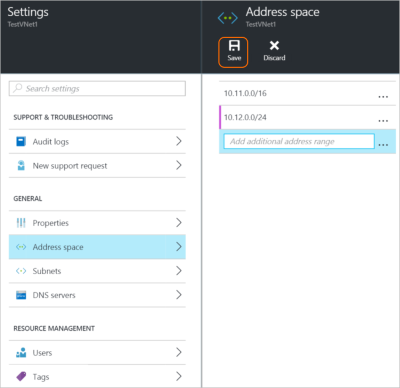 Settings
TestVNet1
Search settings
SUPPORT & TROUBLESHOOTING
Audit logs
New support request
GENERAL
Properties
Address space
Subnets
DNS servers
RESOURCE MANAGEMENT
Users
Tags
Address space
TestVNet1
Save
Discard
10.11.0.0/16
...
10.12.0.0/24
...
Add additional address range
...